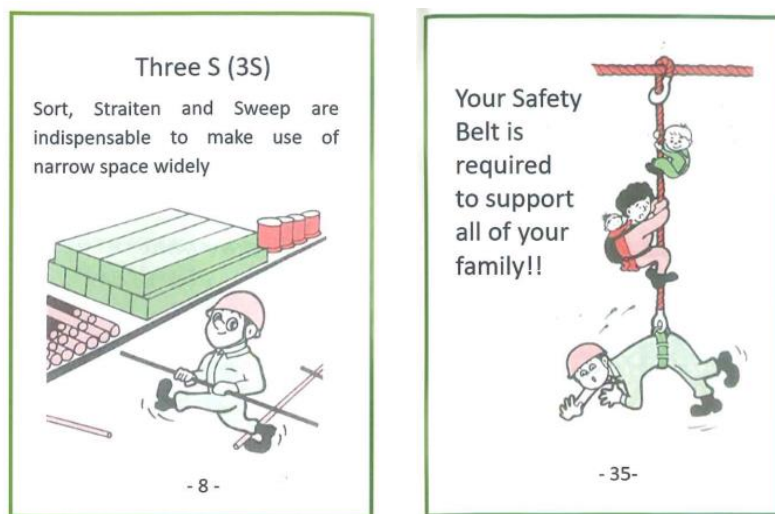 Three S (3S)
Sort, Straiten and Sweep are
indispensable to make use of
narrow space widely
- 8 -
Your Safety
Belt is
required
to support
all of your
family!!
- 35-